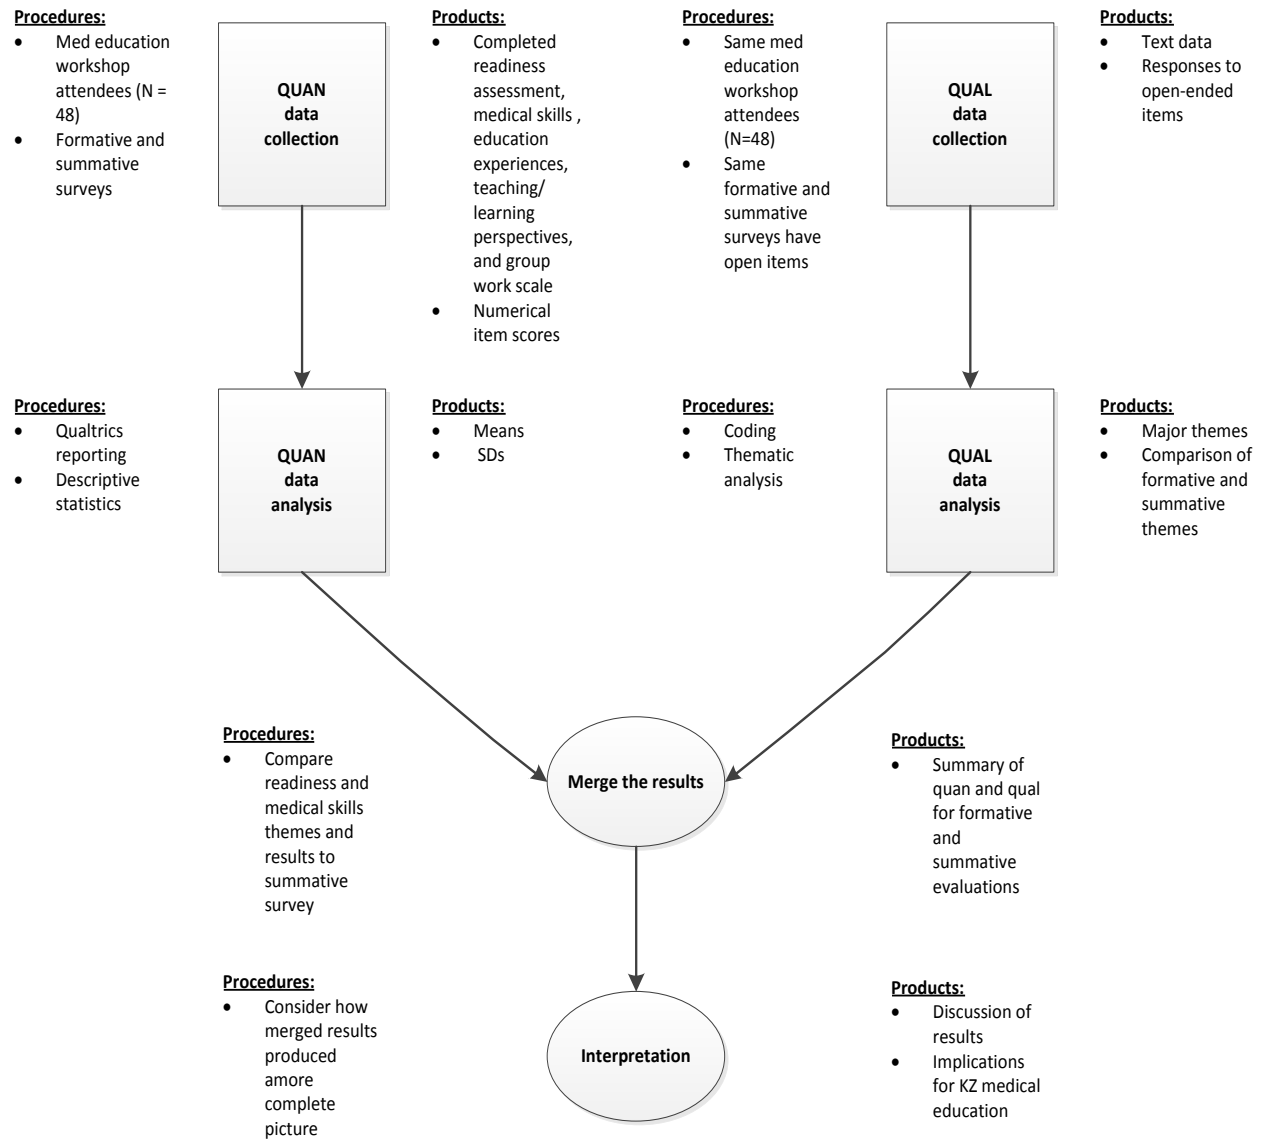 Procedures:
• Med education
workshop
attendees (N =
48)
• Formative and
summative
surveys
QUAN
data
collection
Products:
• Completed
readiness
assessment,
medical skills ,
education
experiences,
teaching/
learning
perspectives,
and group
work scale
• Numerical
item scores
Procedures:
• Same med
education
workshop
attendees
(N=48)
• Same
formative and
summative
surveys have
open items
QUAL
data
collection
Products:
• Text data
• Responses to
open-ended
items
Procedures:
• Qualtrics
reporting
• Descriptive
statistics
QUAN
data
analysis
Products:
• Means
• SDs
Procedures:
• Coding
• Thematic
analysis
QUAL
data
analysis
Products:
• Major themes
• Comparison of
formative and
summative
themes
Procedures:
• Compare
readiness and
medical skills
themes and
results to
summative
survey
Merge the results
Products:
• Summary of
quan and qual
for formative
and
summative
evaluations
Procedures:
• Consider how
merged results
produced
amore
complete
picture
Interpretation
Products:
• Discussion of
results
• Implications
for KZ medical
education